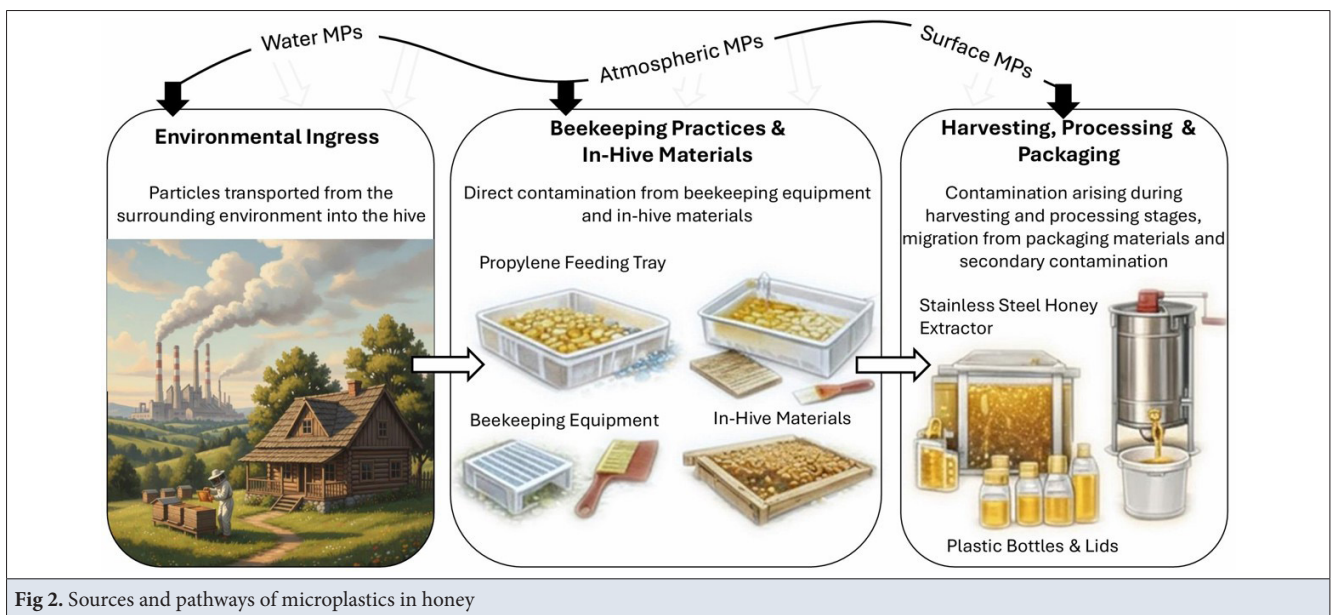 Water MPs
Atmospheric MPs
Surface MPs
Environmental Ingress
Particles transported from the
surrounding environment into the hive
Beekeeping Practices &
In-Hive Materials
Direct contamination from beekeeping equipment
and in-hive materials
Propylene Feeding Tray
Beekeeping Equipment
In-Hive Materials
Harvesting, Processing &
Packaging
Contamination arising during
harvesting and processing stages,
migration from packaging materials and
secondary contamination
Stainless Steel Honey
Extractor
Plastic Bottles & Lids
Fig 2. Sources and pathways of microplastics in honey